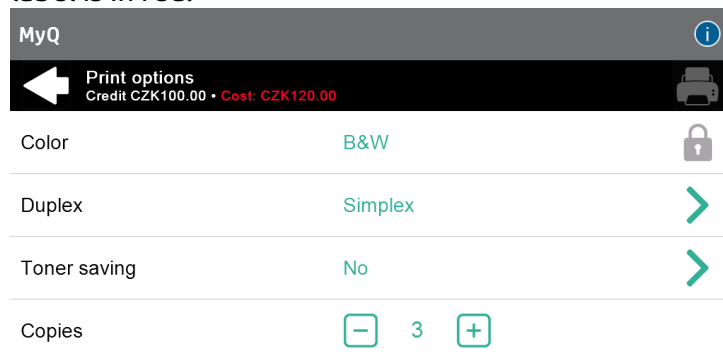 MyQ
Print options
Credit CZK100.00 • Cost: CZK120.00
Color B&W
Duplex Simplex
Toner saving No
Copies 3